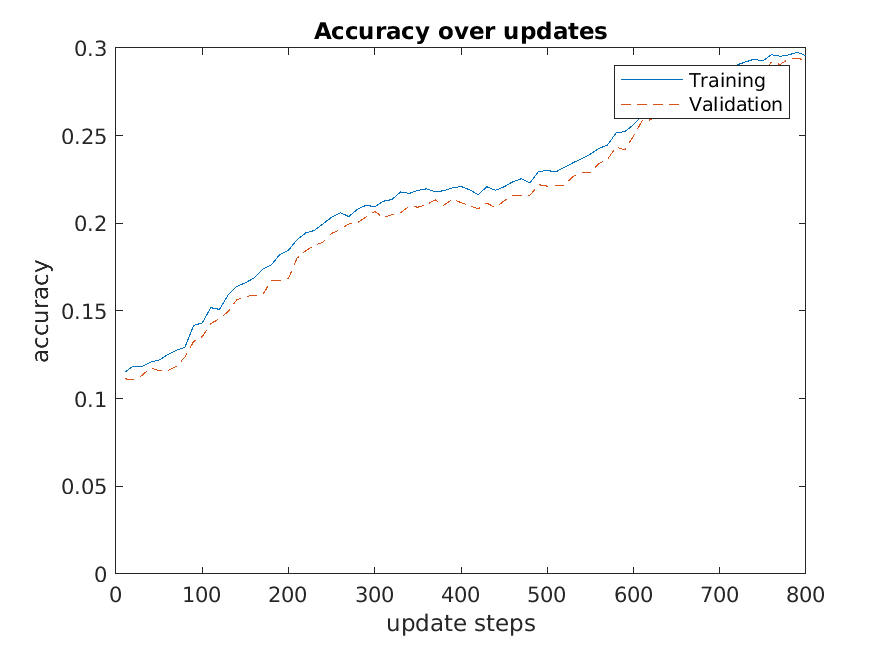 Accuracy over updates
0.3
0.25
0.2
0.15
0.1
0.05
0
accuracy
Training
Validation
0 100 200 300 400 500 600 700 800
update steps